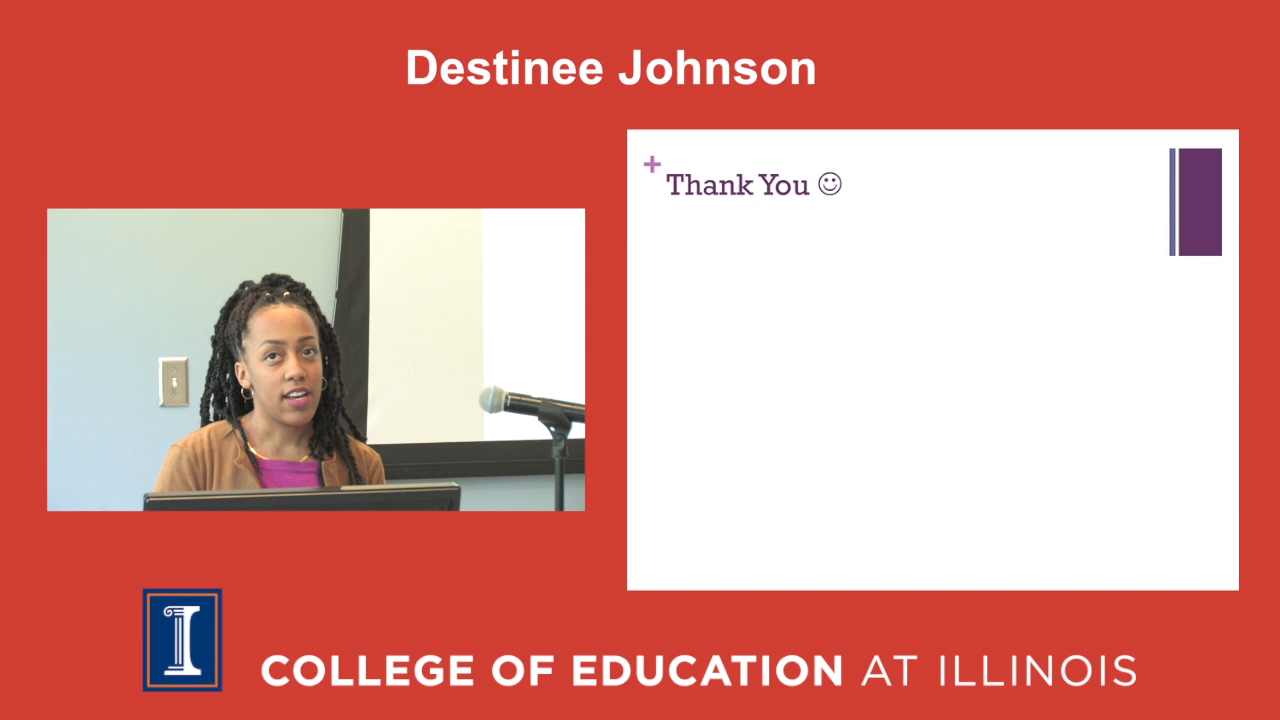 Destinee Johnson
+
Thank You ☺
I
COLLEGE OF EDUCATION AT ILLINOIS